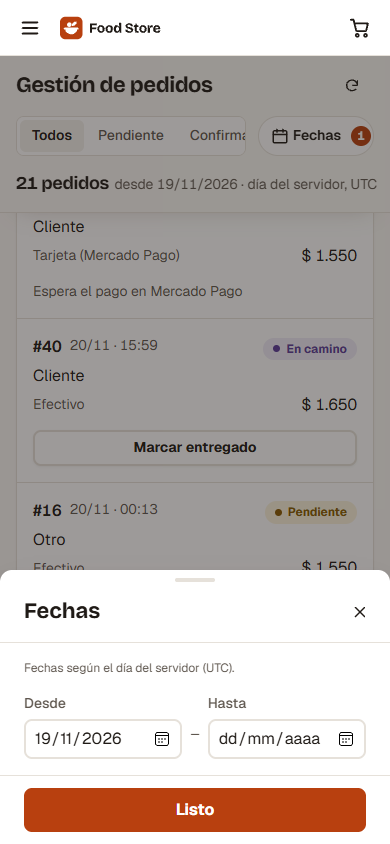 Food Store
Gestión de pedidos
Todos Pendiente Confirma Fechas 1
21 pedidos desde 19/11/2026 · día del servidor, UTC
Cliente
Tarjeta (Mercado Pago) $ 1.550
Espera el pago en Mercado Pago
#40 20/11 · 15:59 En camino
Cliente
Efectivo $ 1.650
Marcar entregado
#16 20/11 · 00:13 Pendiente
Otro
Efectivo $ 1.550
Fechas
Fechas según el día del servidor (UTC).
Desde Hasta
19/11/2026 – dd/mm/aaaa
Listo